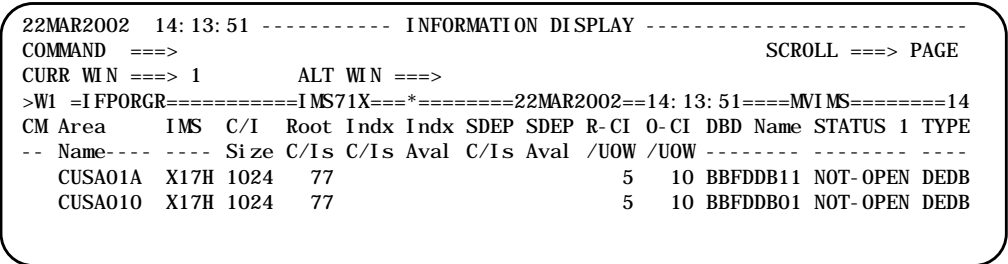 22MAR2002 14:13:51 ----------- INFORMATION DISPLAY ---------------------------
COMMAND ===> SCROLL ===> PAGE
CURR WIN ===> 1 ALT WIN ===>
>W1 =IFPORGR===========IMS71X===*========22MAR2002==14:13:51====MVIMS========14
CM Area IMS C/I Root Indx Indx SDEP SDEP R-CI O-CI DBD Name STATUS 1 TYPE
-- Name---- ---- Size C/Is C/Is Aval C/Is Aval /UOW /UOW -------- -------- ----
CUSA01A X17H 1024 77 5 10 BBFDDB11 NOT-OPEN DEDB
CUSA010 X17H 1024 77 5 10 BBFDDB01 NOT-OPEN DEDB